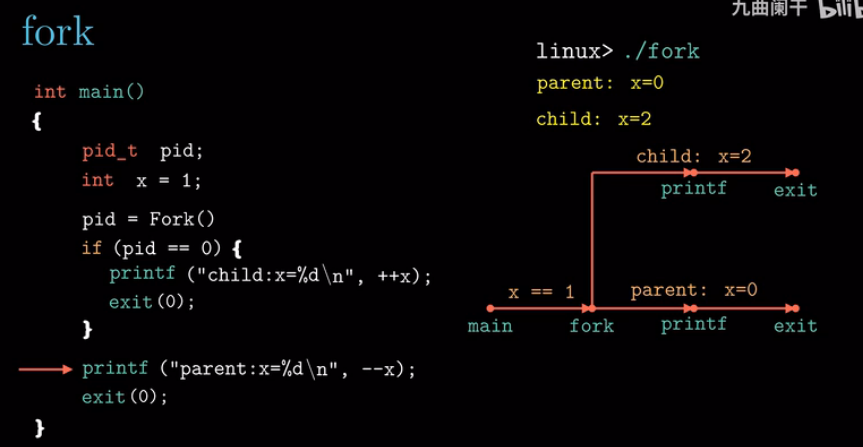 九曲阑干 bilib
fork
int main()
{
pid_t pid;
int x = 1;
pid = Fork()
if (pid == 0) {
printf ("child:x=%d\n", ++x);
exit(0);
}
printf ("parent:x=%d\n", --x);
exit(0);
}
linux> ./fork
parent: x=0
child: x=2
child: x=2
printf
exit
x == 1
parent: x=0
main
fork
printf
exit